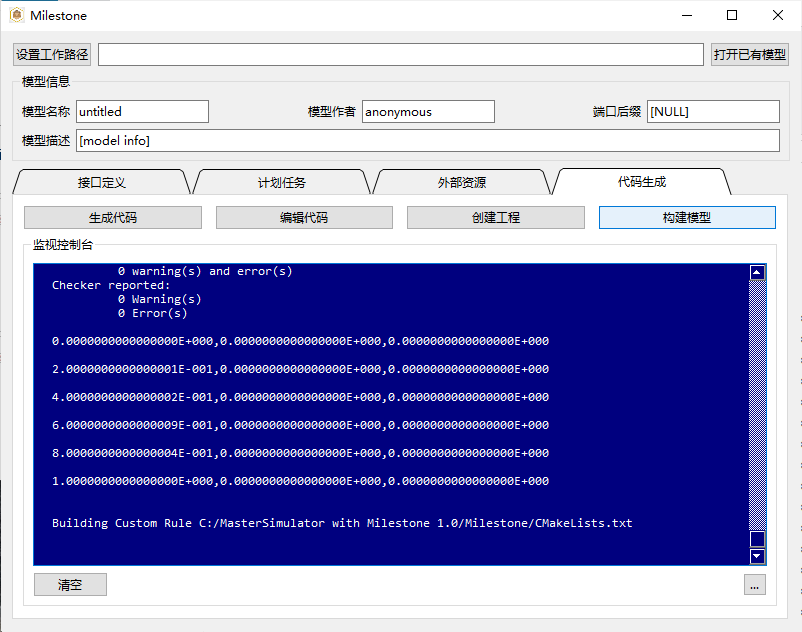 Milestone
设置工作路径
打开已有模型
模型信息
模型名称 untitled 模型作者 anonymous 端口后缀 [NULL]
模型描述 [model info]
接口定义 计划任务 外部资源 代码生成
生成代码 编辑代码 创建工程 构建模型
监视控制台
0 warning(s) and error(s)
Checker reported:
0 Warning(s)
0 Error(s)
0.0000000000000000E+000,0.0000000000000000E+000,0.0000000000000000E+000
2.0000000000000001E-001,0.0000000000000000E+000,0.0000000000000000E+000
4.0000000000000002E-001,0.0000000000000000E+000,0.0000000000000000E+000
6.0000000000000009E-001,0.0000000000000000E+000,0.0000000000000000E+000
8.0000000000000004E-001,0.0000000000000000E+000,0.0000000000000000E+000
1.0000000000000000E+000,0.0000000000000000E+000,0.0000000000000000E+000
Building Custom Rule C:/MasterSimulator with Milestone 1.0/Milestone/CMakeLists.txt
清空 ...